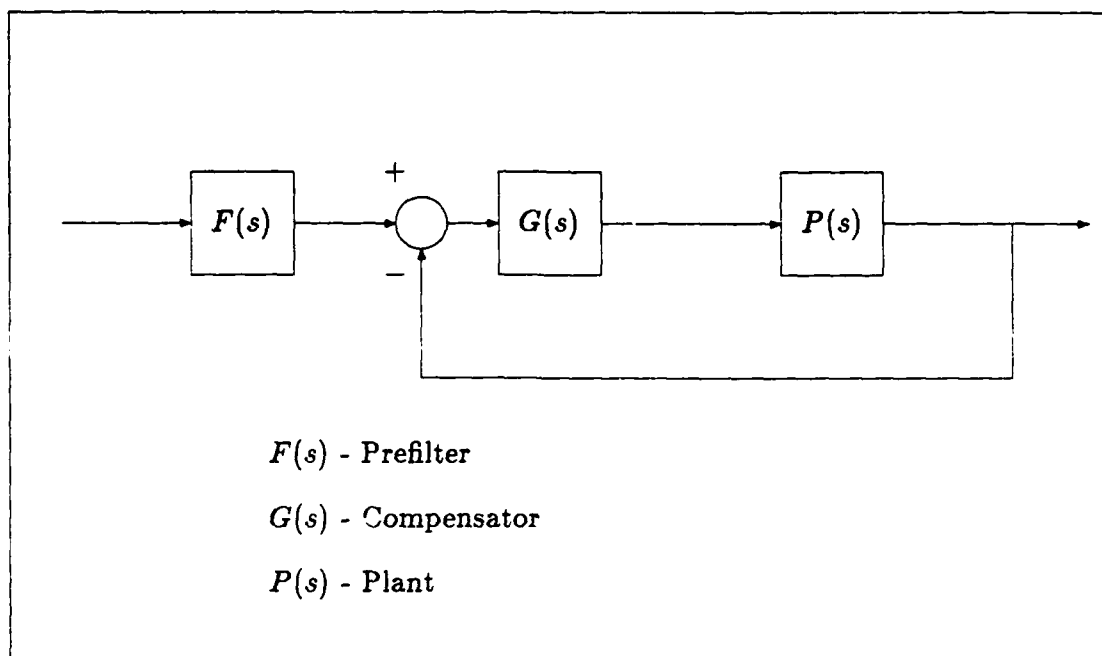 +
F(s)
G(s)
P(s)
−
F(s) - Prefilter
G(s) - Compensator
P(s) - Plant